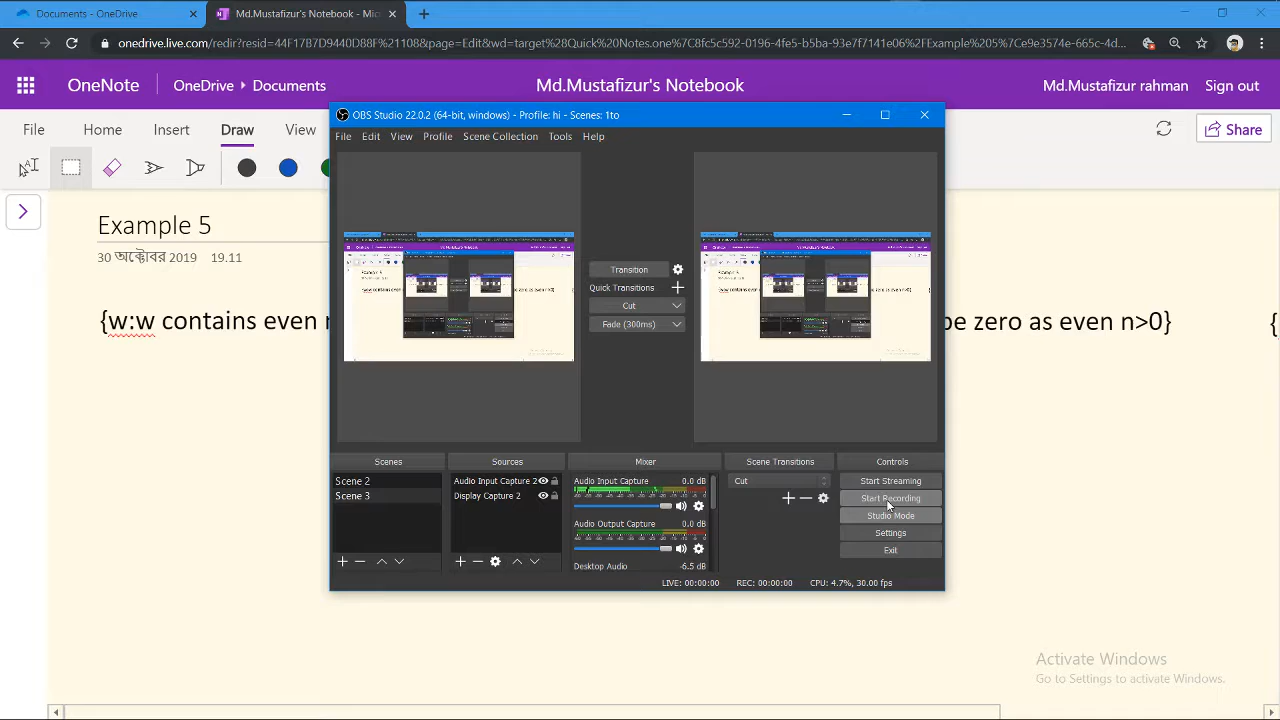 Documents - OneDrive
Md.Mustafizur's Notebook - Mic
onedrive.live.com/redir?resid=44F17B7D9440D88F%21108&page=Edit&wd=target%28Quick%20Notes.one%7C8fc5c592-0196-4fe5-b5ba-93e7f7141e06%2FExample%205%7Ce9e3574e-665c-4d...
OneNote
OneDrive
Documents
Md.Mustafizur's Notebook
Md.Mustafizur rahman
Sign out
File
Home
Insert
Draw
View
Share
Example 5
30 অক্টোবর 2019 19.11
{w:w contains even
be zero as even n>0}
{
OBS Studio 22.0.2 (64-bit, windows) - Profile: hi - Scenes: 1to
File Edit View Profile Scene Collection Tools Help
Transition
Quick Transitions
Cut
Fade (300ms)
Scenes
Scene 2
Scene 3
Sources
Audio Input Capture 2
Display Capture 2
Mixer
Audio Input Capture 0.0 dB
Audio Output Capture 0.0 dB
Desktop Audio -6.5 dB
Scene Transitions
Cut
Controls
Start Streaming
Start Recording
Studio Mode
Settings
Exit
LIVE: 00:00:00 REC: 00:00:00 CPU: 4.7%, 30.00 fps
Activate Windows
Go to Settings to activate Windows.